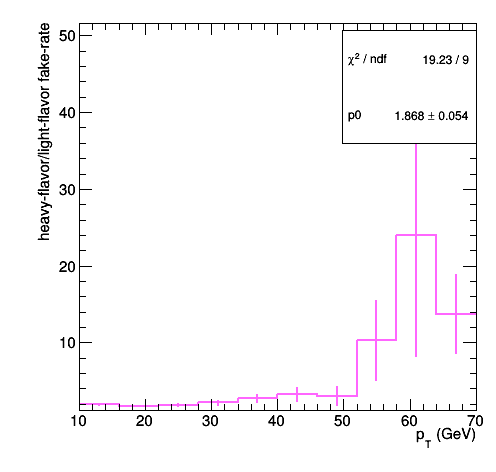 heavy-flavor/light-flavor fake-rate
χ² / ndf 19.23 / 9
p0 1.868 ± 0.054
50
40
30
20
10
10 20 30 40 50 60 70
p_T (GeV)